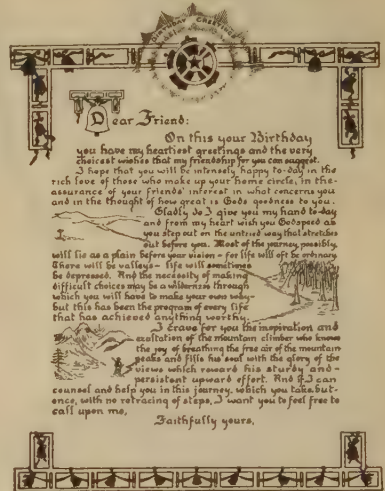 BIRTHDAY GREETINGS
Dear Friend:
On this your Birthday
you have my heartiest greetings and the very
choicest wishes that my friendship for you can suggest.
I hope that you will be intensely happy to-day in the
rich love of those who make up your home circle, in the-
assurance of your friends' interest in what concerns you
and in the thought of how great is Gods goodness to you.
Gladly do I give you my hand to-day
and from my heart wish you Godspeed as
you step out on the untried way that stretches
out before you. Most of the journey possibly
will lie as a plain before your vision - for life will oft be ordinary.
There will be valleys - life will sometimes
be depressed. And the necessity of making
difficult choices may be a wilderness through
which you will have to make your own way-
but this has been the program of every life
that has achieved anything worthy.
I crave for you the inspiration and
exaltation of the mountain climber who knows
the joy of breathing the free air of the mountain
peaks and fills his soul with the glory of the
views which reward his sturdy and-
persistent upward effort. And if I can
counsel and help you in this journey, which you take but-
once, with no retracing of steps, I want you to feel free to
call upon me.
Faithfully yours,